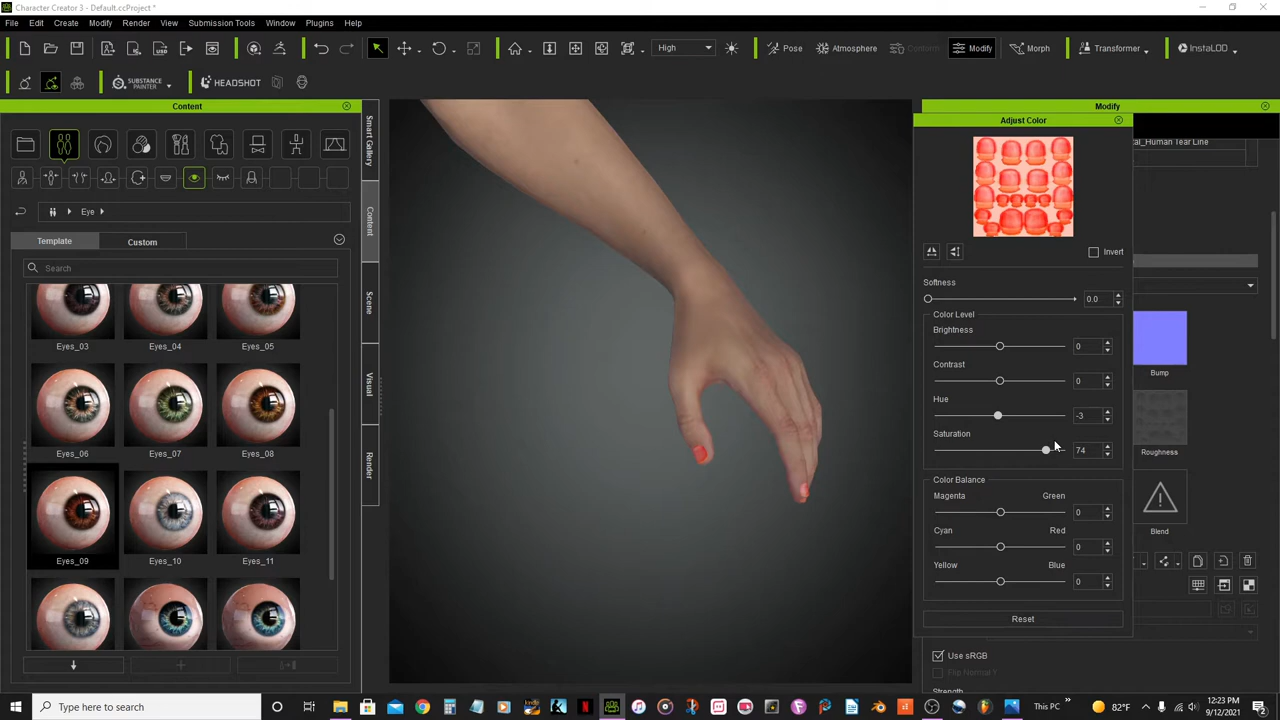 Character Creator 3 - Default.ccProject *
File Edit Create Modify Render View Submission Tools Window Plugins Help
High
Pose
Atmosphere
Conform
Modify
Morph
Transformer
InstaLOD
SUBSTANCE PAINTER
HEADSHOT
Content
Modify
Adjust Color
Smart Gallery
Content
Scene
Visual
Render
Eye
Template
Custom
Search
Eyes_03
Eyes_04
Eyes_05
Eyes_06
Eyes_07
Eyes_08
Eyes_09
Eyes_10
Eyes_11
tal_Human Tear Line
Invert
Softness
0.0
Color Level
Brightness
0
Contrast
0
Hue
-3
Saturation
74
Color Balance
Magenta Green
0
Cyan Red
0
Yellow Blue
0
Reset
Bump
Roughness
Blend
Use sRGB
Flip Normal ?
Strength
Type here to search
This PC
82°F
12:23 PM
9/12/2021